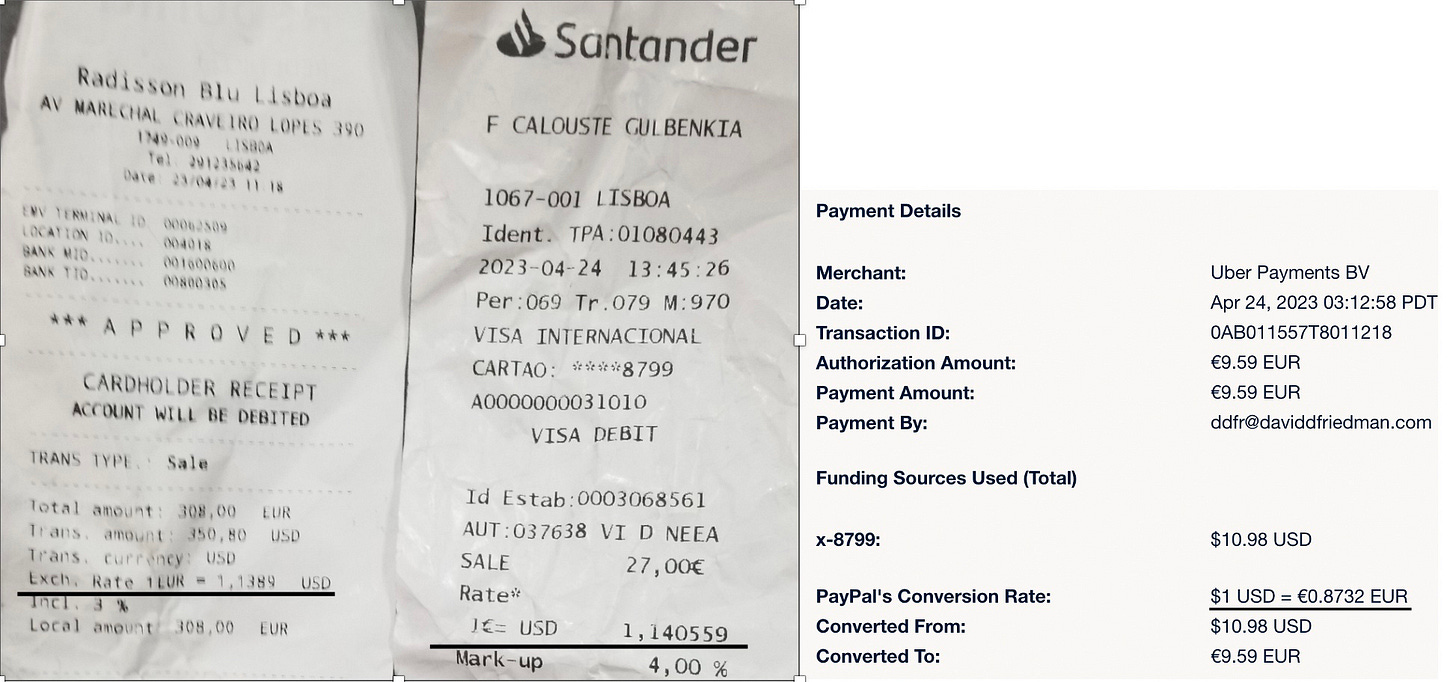 Radisson Blu Lisboa
AV MARECHAL CRAVEIRO LOPES 390
1749-009 LISBOA
Tel. 291235642
Date: 23/04/23 11 18
EMV TERMINAL ID 00062509
LOCATION ID.... 004018
BANK MID....... 001600600
BANK TID....... 00800305
*** A P P R O V E D ***
CARDHOLDER RECEIPT
ACCOUNT WILL BE DEBITED
TRANS TYPE.: Sale
Total amount: 308,00 EUR
Trans. amount: 350,80 USD
Trans. currency: USD
Exch. Rate 1EUR = 1,1389 USD
Incl. 3 %
Local amount 308,00 EUR
Santander
F CALOUSTE GULBENKIA
1067-001 LISBOA
Ident. TPA:01080443
2023-04-24 13:45:26
Per:069 Tr.079 M:970
VISA INTERNACIONAL
CARTAO: ****8799
A0000000031010
VISA DEBIT
Id Estab:0003068561
AUT:037638 VI D NEEA
SALE 27,00€
Rate*
1€= USD 1,140559
Mark-up 4,00 %
Payment Details
Merchant: Uber Payments BV
Date: Apr 24, 2023 03:12:58 PDT
Transaction ID: 0AB011557T8011218
Authorization Amount: €9.59 EUR
Payment Amount: €9.59 EUR
Payment By: ddfr@daviddfriedman.com
Funding Sources Used (Total)
x-8799: $10.98 USD
PayPal's Conversion Rate: $1 USD = €0.8732 EUR
Converted From: $10.98 USD
Converted To: €9.59 EUR